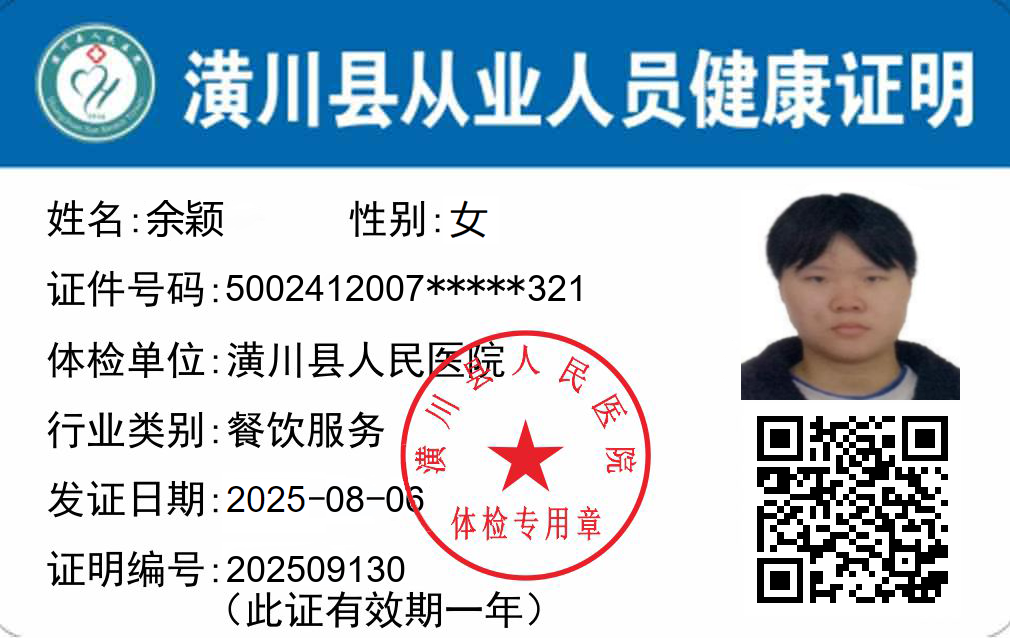 潢川县从业人员健康证明
姓名:余颖 性别:女
证件号码:5002412007*****321
体检单位:潢川县人民医院
行业类别:餐饮服务
发证日期:2025-08-06
证明编号:202509130
(此证有效期一年)
潢川县人民医院
体检专用章